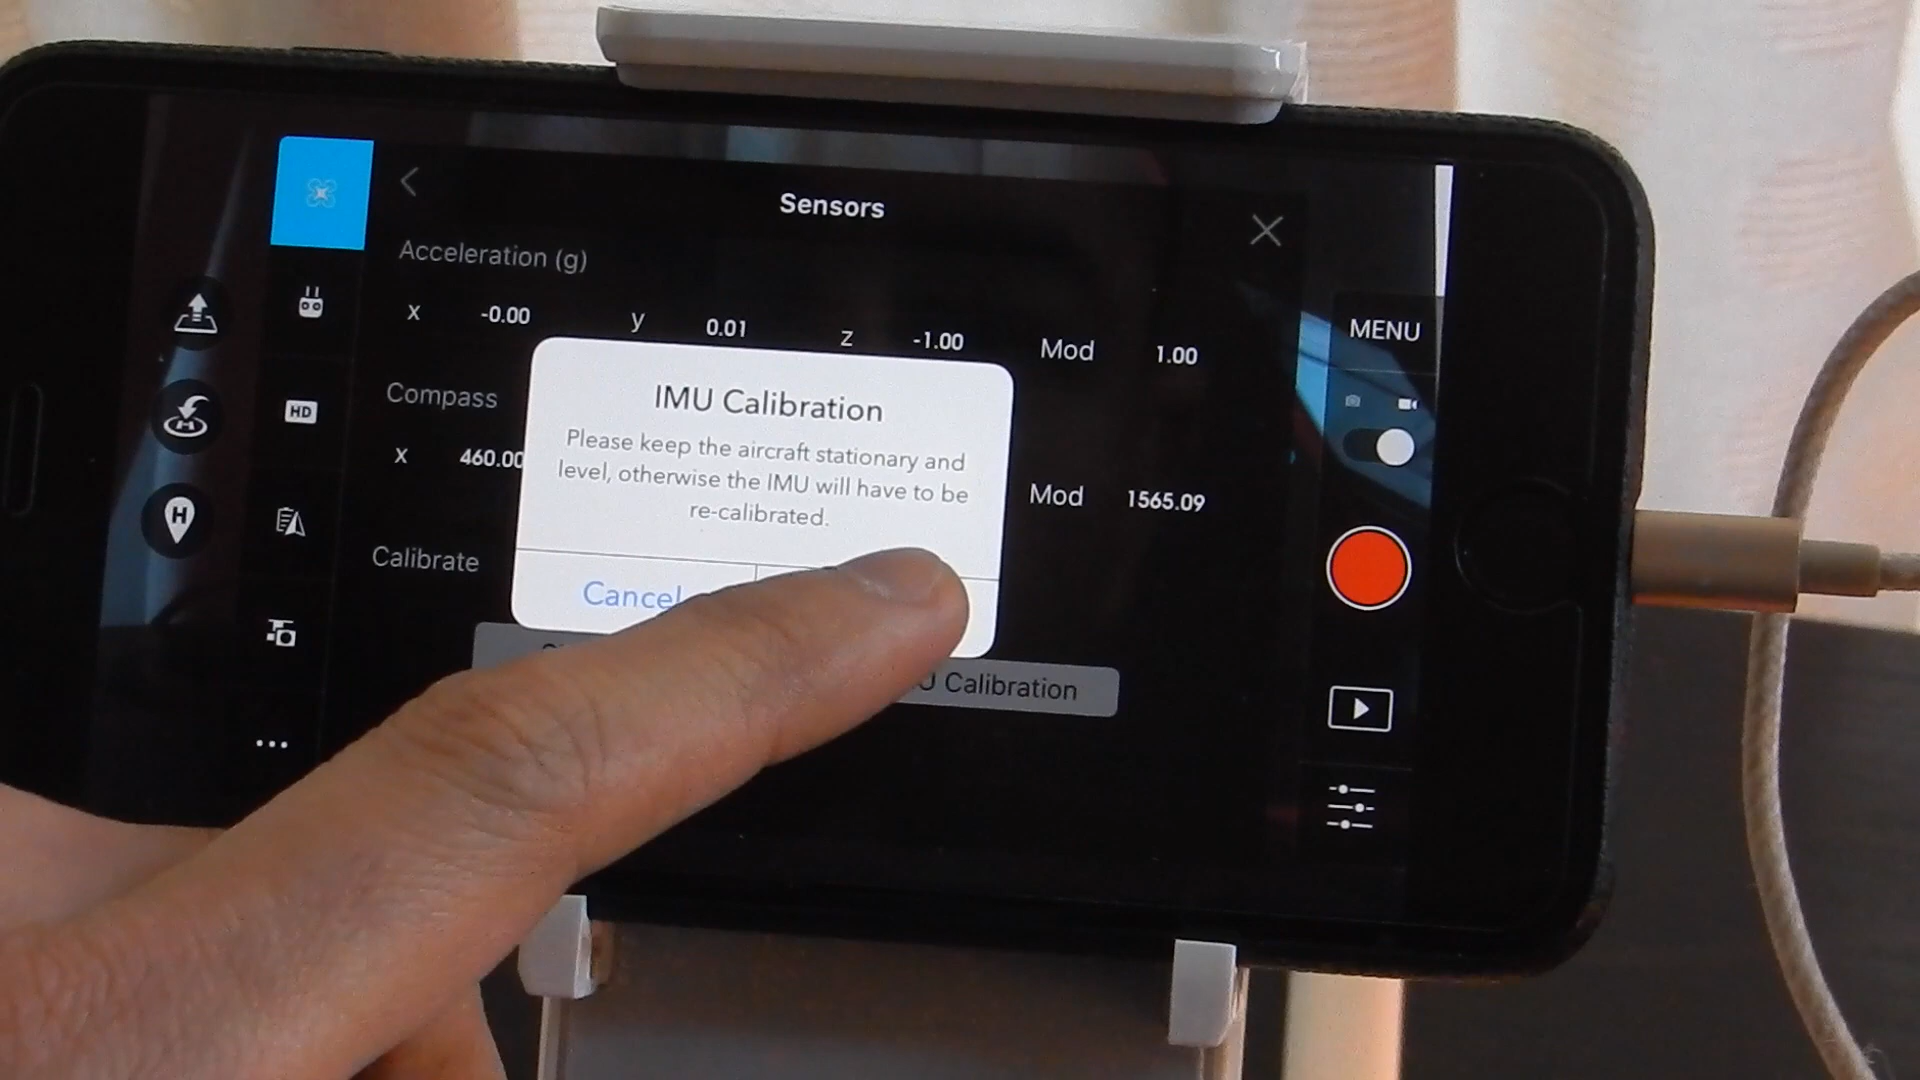 Sensors
Acceleration (g)
X -0.00 y 0.01 Z -1.00 Mod 1.00
MENU
Compass
X 460.00 Mod 1565.09
IMU Calibration
Please keep the aircraft stationary and
level, otherwise the IMU will have to be
re-calibrated.
HD
H
Calibrate
Cancel
Calibration